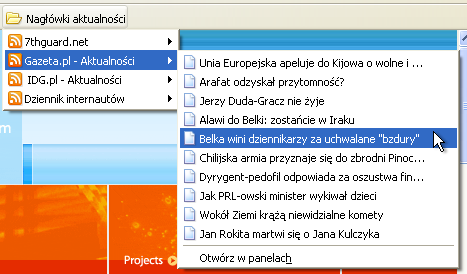 Nagłówki aktualności
7thguard.net
Gazeta.pl - Aktualności
IDG.pl - Aktualności
Dziennik internautów
Unia Europejska apeluje do Kijowa o wolne i ...
Arafat odzyskał przytomność?
Jerzy Duda-Gracz nie żyje
Alawi do Belki: zostańcie w Iraku
Belka wini dziennikarzy za uchwalane "bzdury"
Chilijska armia przyznaje się do zbrodni Pinoc...
Dyrygent-pedofil odpowiada za oszustwa fin...
Jak PRL-owski minister wykiwał dzieci
Wokół Ziemi krążą niewidzialne komety
Jan Rokita martwi się o Jana Kulczyka
Otwórz w panelach
Projects